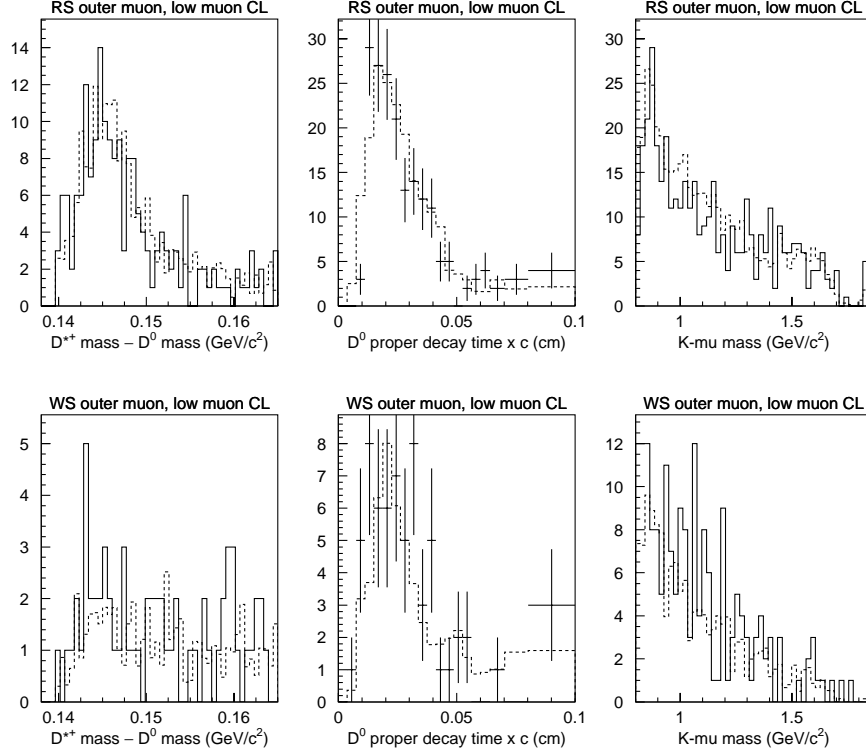 RS outer muon, low muon CL
14
12
10
8
6
4
2
0
0.14 0.15 0.16
D*+ mass – D0 mass (GeV/c2)
RS outer muon, low muon CL
30
25
20
15
10
5
0
0 0.05 0.1
D0 proper decay time x c (cm)
RS outer muon, low muon CL
30
25
20
15
10
5
0
1 1.5
K-mu mass (GeV/c2)
WS outer muon, low muon CL
5
4
3
2
1
0
0.14 0.15 0.16
D*+ mass – D0 mass (GeV/c2)
WS outer muon, low muon CL
8
7
6
5
4
3
2
1
0
0 0.05 0.1
D0 proper decay time x c (cm)
WS outer muon, low muon CL
12
10
8
6
4
2
0
1 1.5
K-mu mass (GeV/c2)